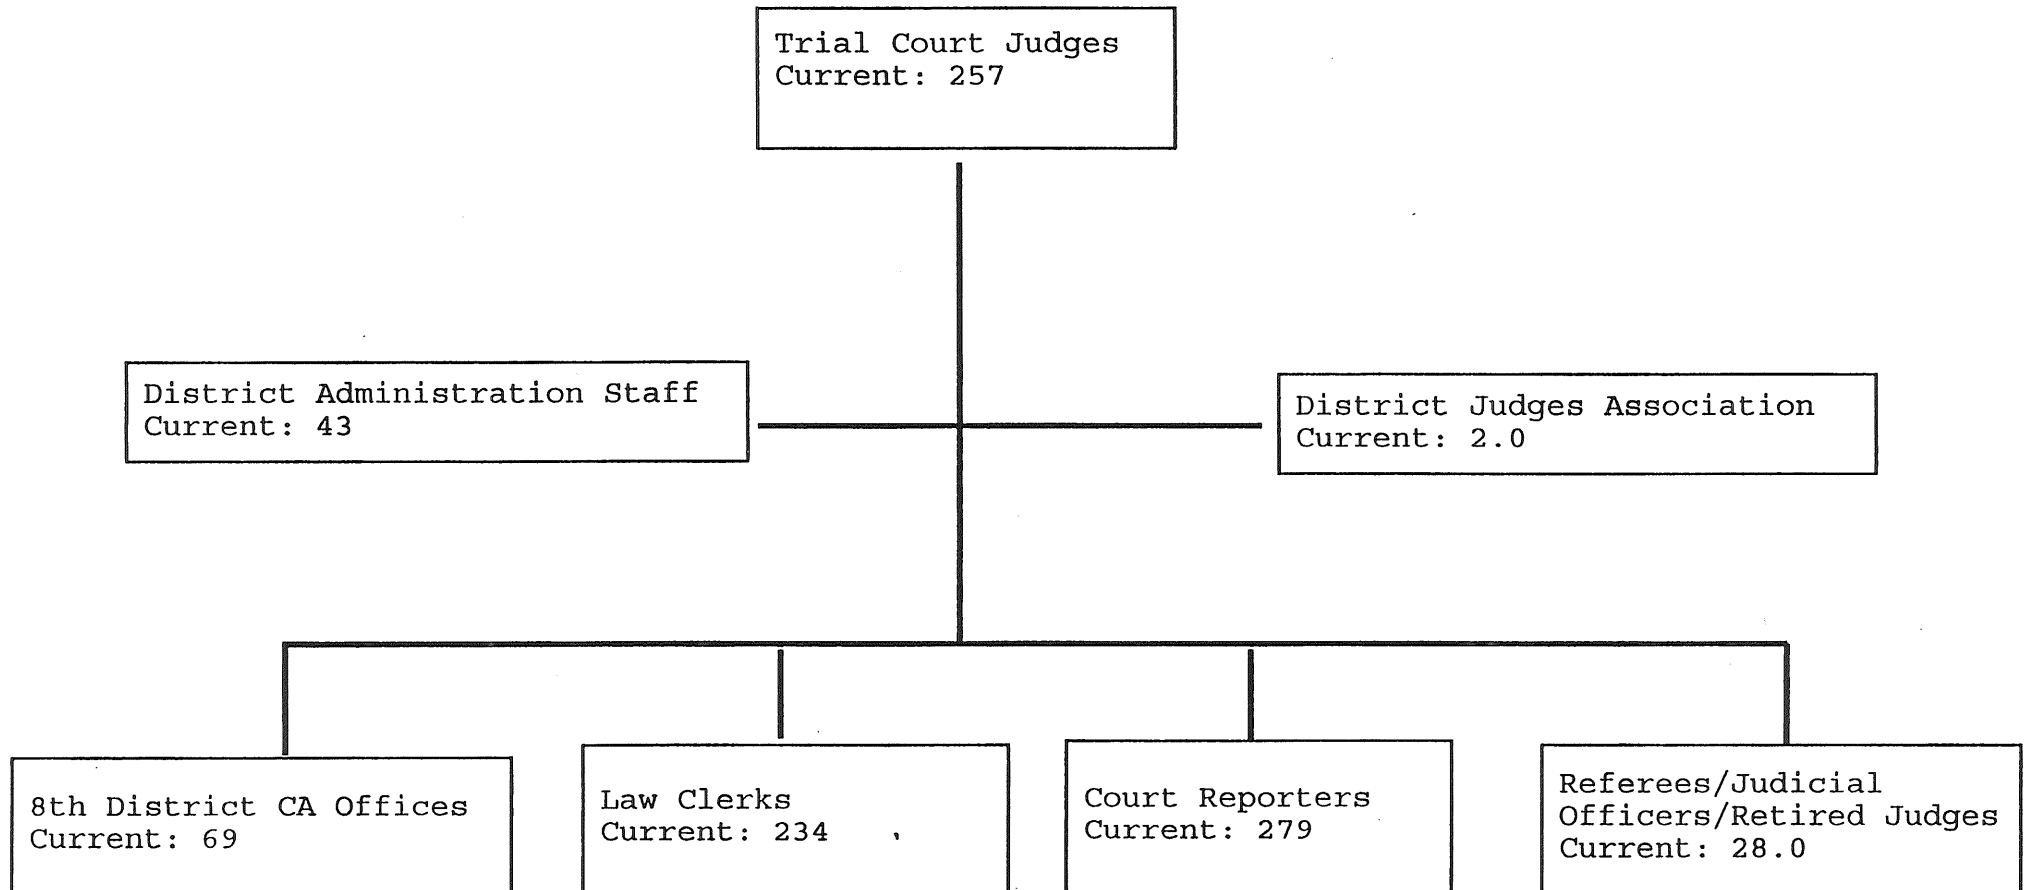 Trial Court Judges
Current: 257
District Administration Staff
Current: 43
District Judges Association
Current: 2.0
8th District CA Offices
Current: 69
Law Clerks
Current: 234
Court Reporters
Current: 279
Referees/Judicial
Officers/Retired Judges
Current: 28.0